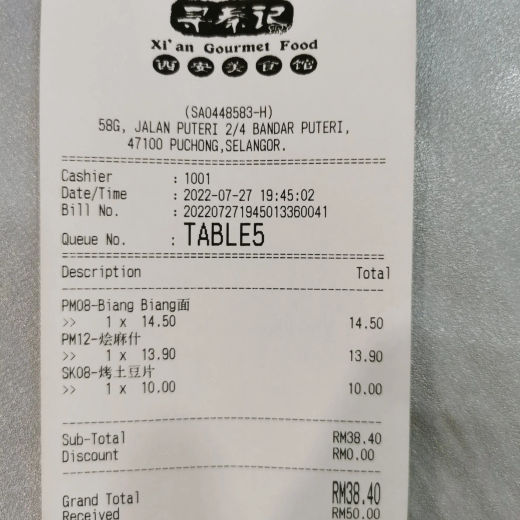 寻秦记
Xi'an Gourmet Food
西安美食馆
(SA0448583-H)
58G, JALAN PUTERI 2/4 BANDAR PUTERI,
47100 PUCHONG,SELANGOR.
Cashier : 1001
Date/Time : 2022-07-27 19:45:02
Bill No. : 202207271945013360041
Queue No. : TABLE5
Description Total
PM08-Biang Biang面
>> 1 x 14.50 14.50
PM12-烩麻什
>> 1 x 13.90 13.90
SK08-烤土豆片
>> 1 x 10.00 10.00
Sub-Total RM38.40
Discount RM0.00
Grand Total RM38.40
Received RM50.00